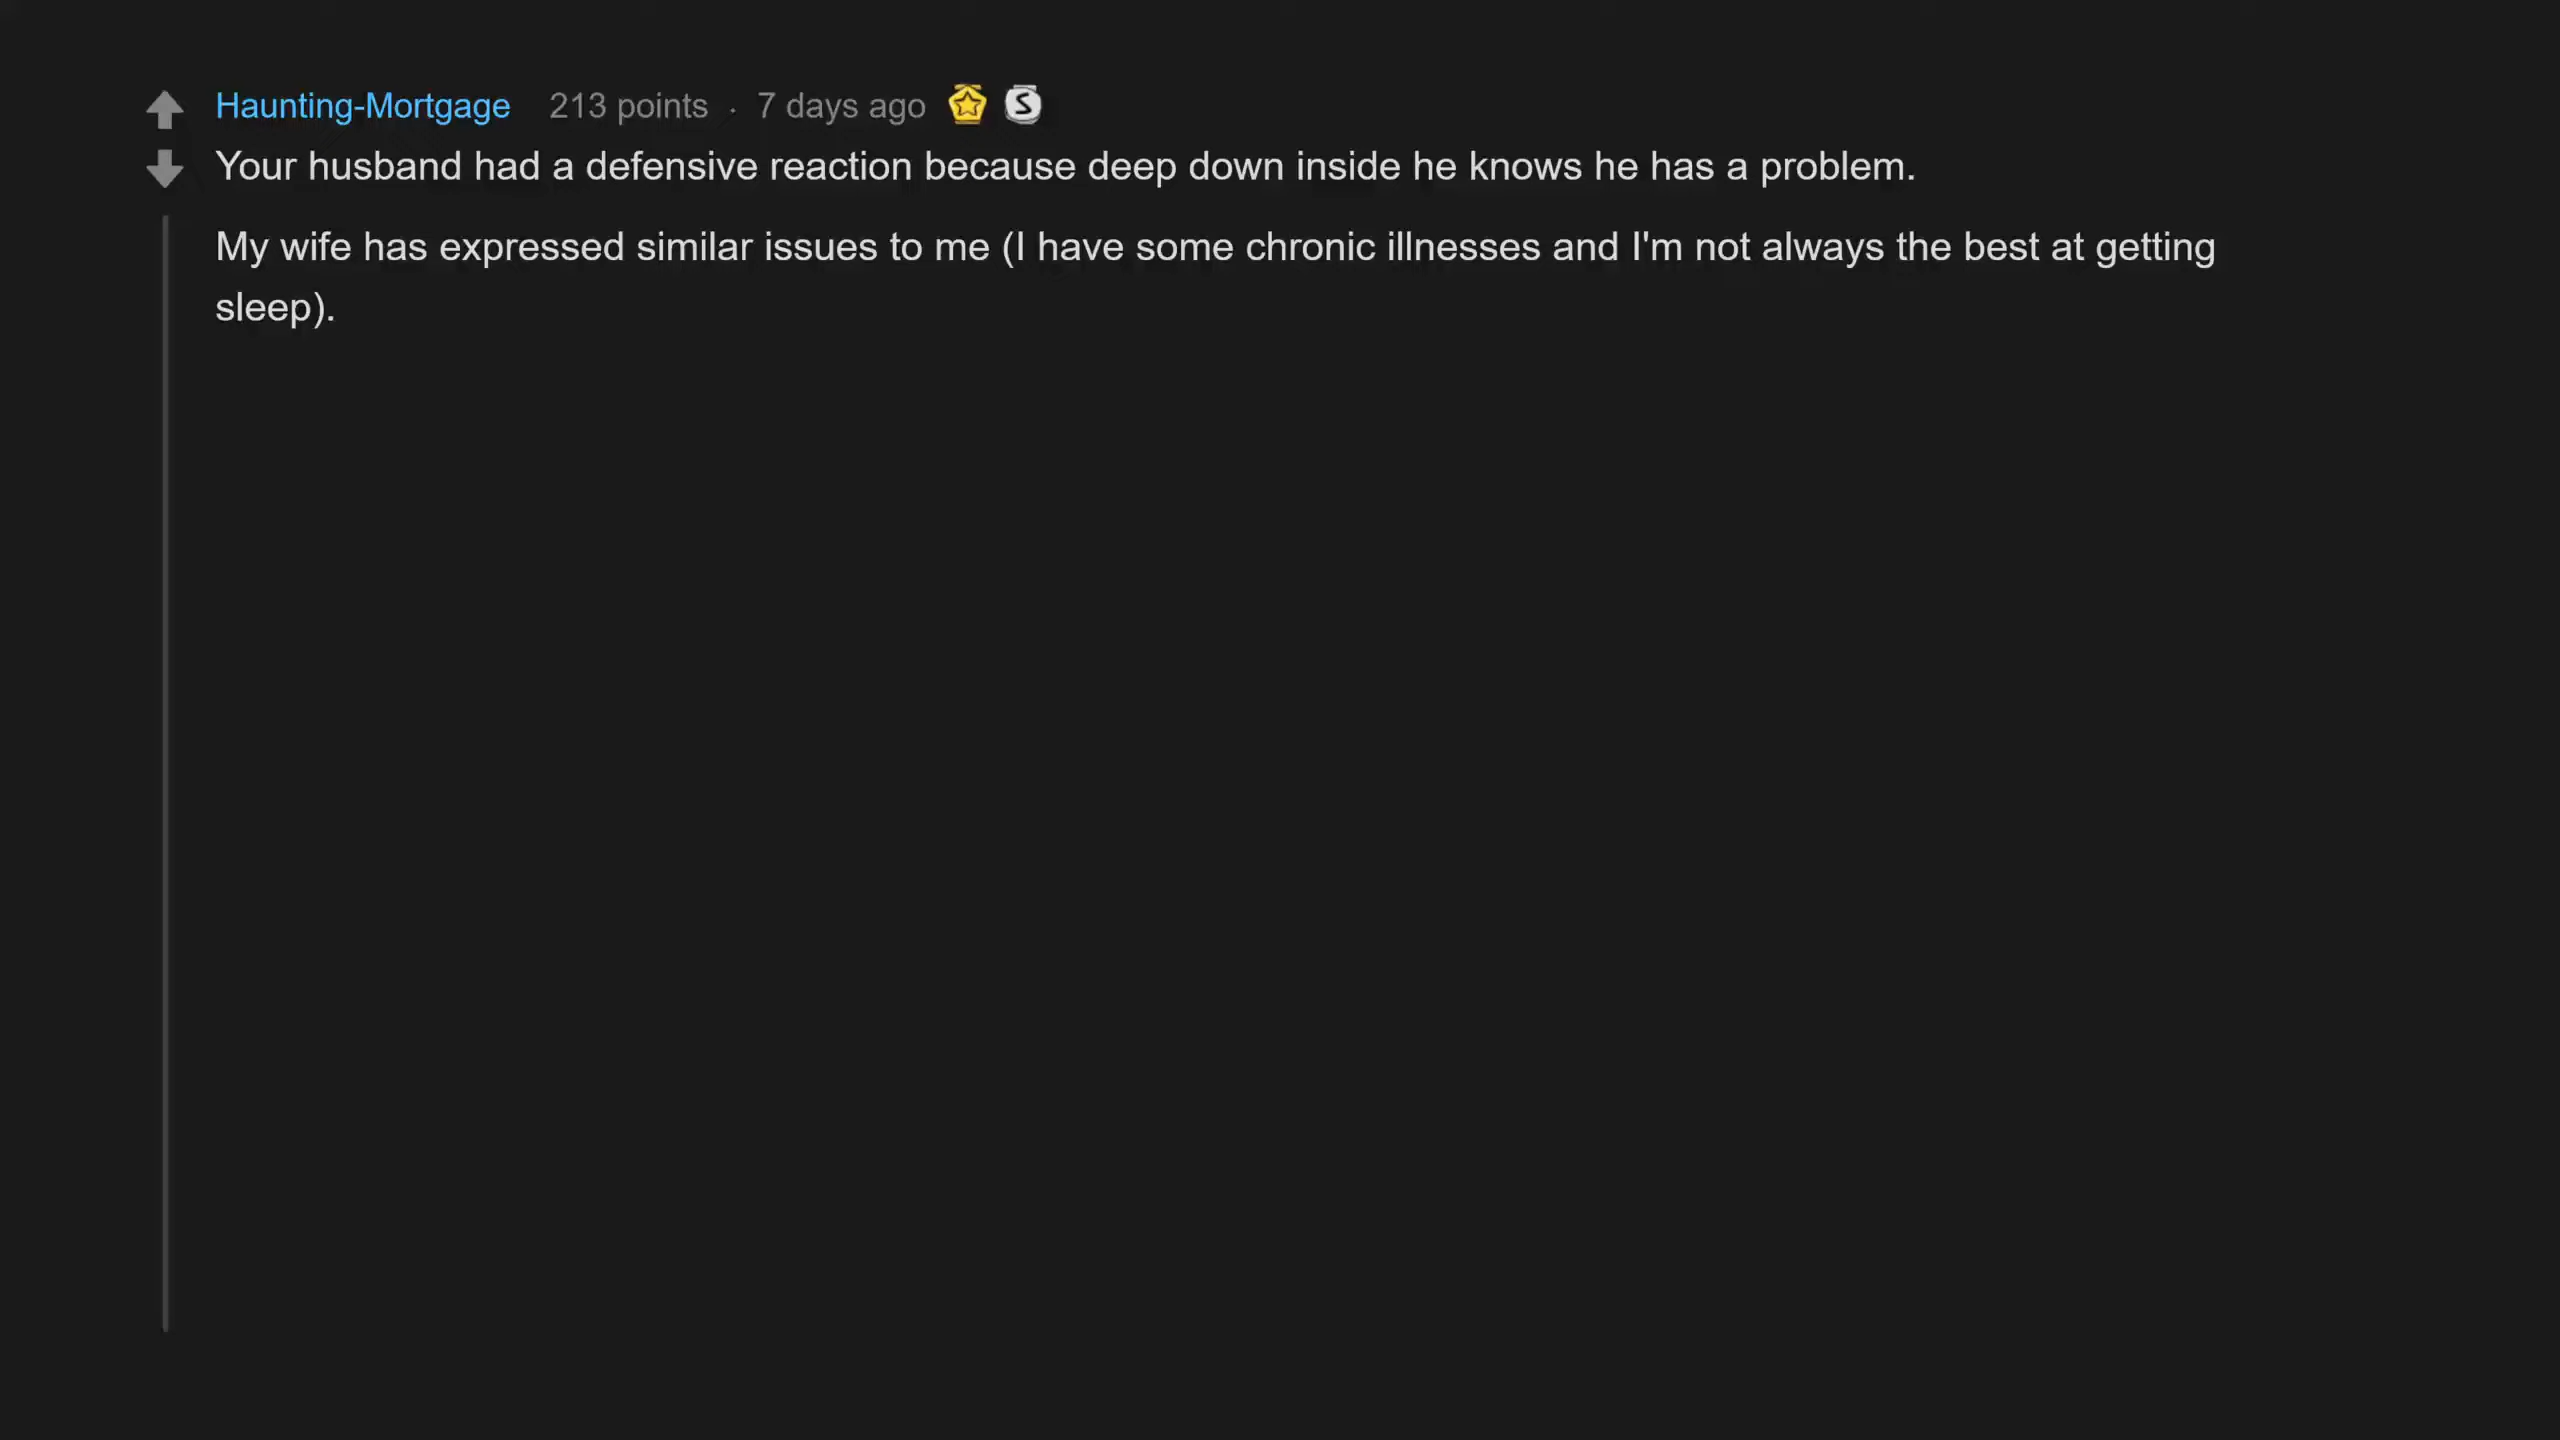 Haunting-Mortgage 213 points . 7 days ago S
Your husband had a defensive reaction because deep down inside he knows he has a problem.
My wife has expressed similar issues to me (I have some chronic illnesses and I'm not always the best at getting
sleep).